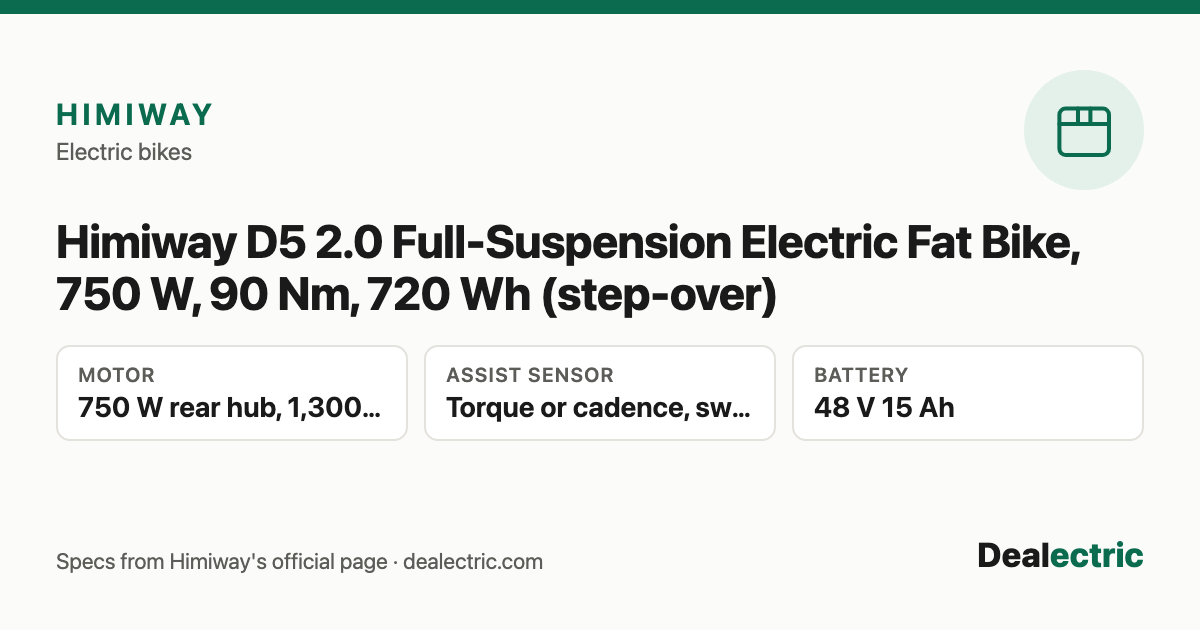 HIMIWAY
Electric bikes
Himiway D5 2.0 Full-Suspension Electric Fat Bike,
750 W, 90 Nm, 720 Wh (step-over)
MOTOR
750 W rear hub, 1,300...
ASSIST SENSOR
Torque or cadence, sw...
BATTERY
48 V 15 Ah
Specs from Himiway's official page · dealectric.com
Dealectric